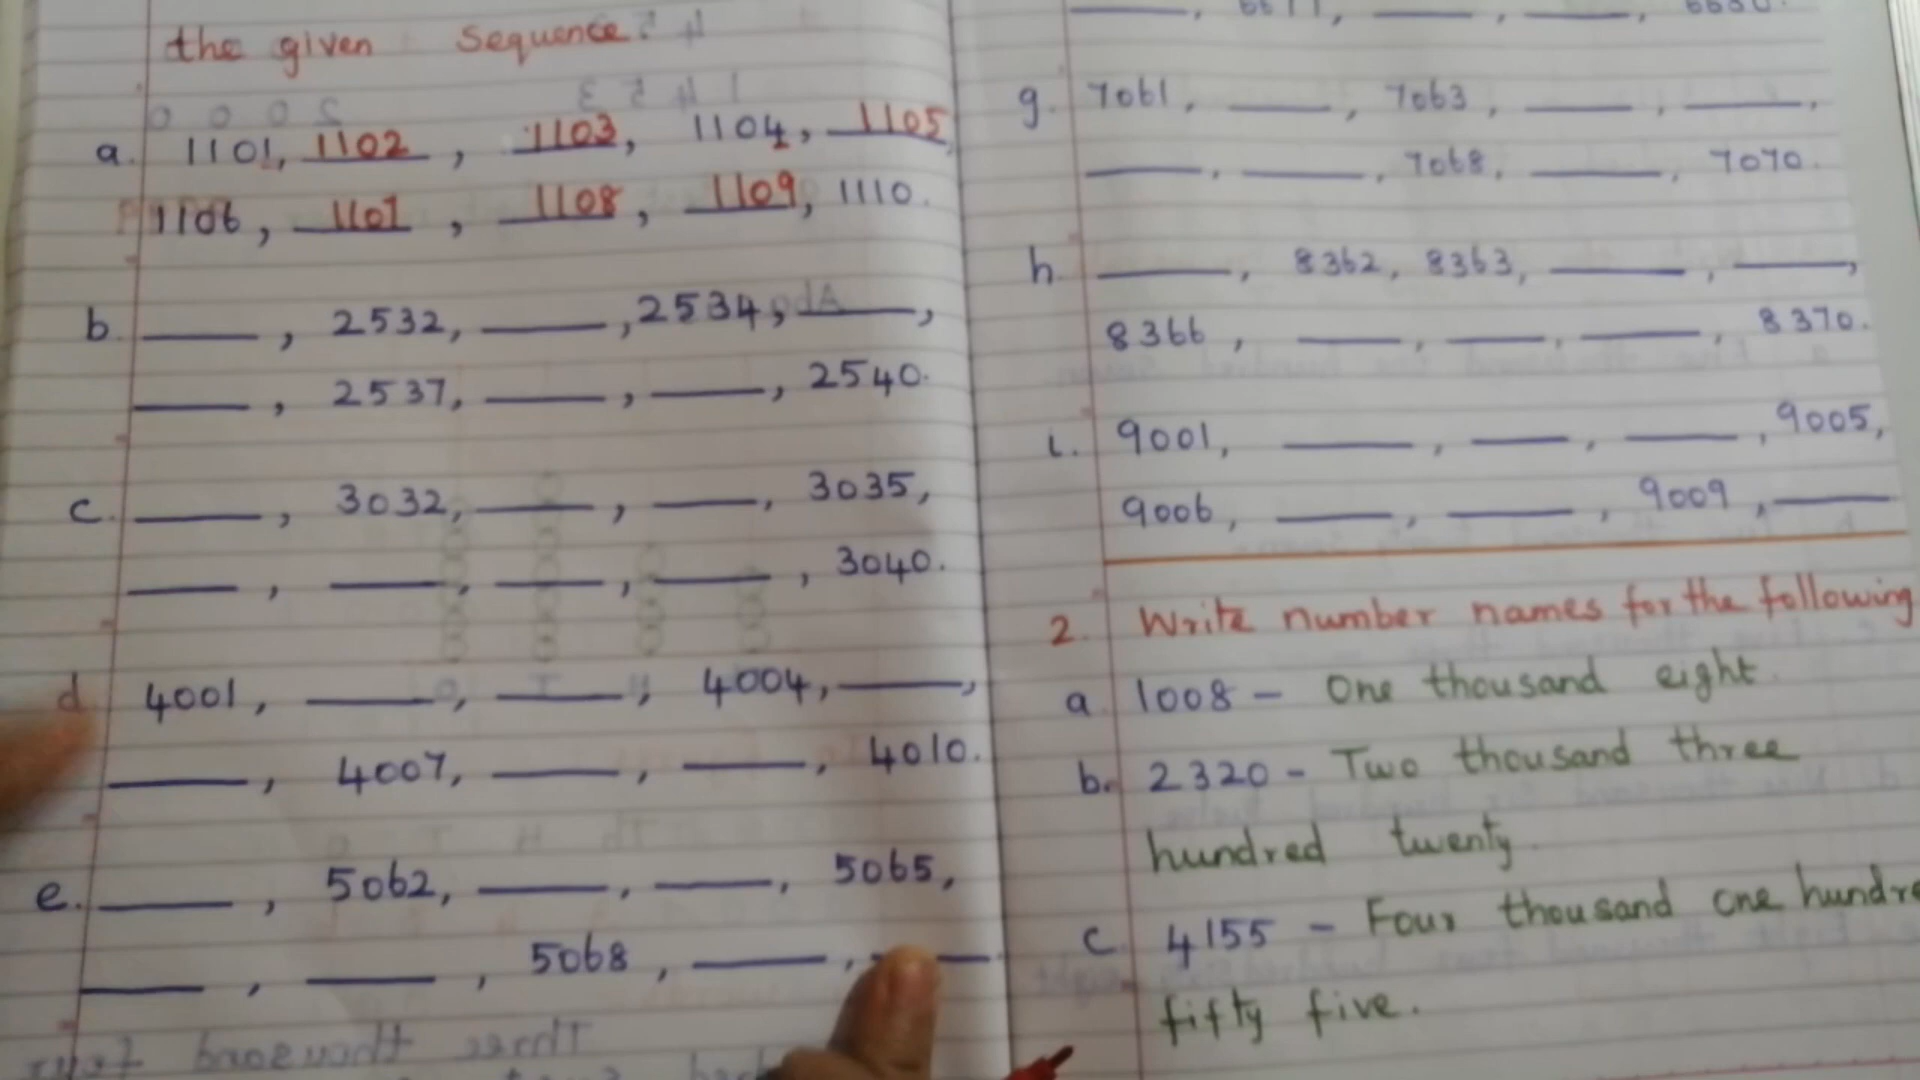 the given Sequence.
a. 1101, 1102, 1103, 1104, 1105,
1106, 1107, 1108, 1109, 1110.
b. ____, 2532, ____, 2534, ____,
____, 2537, ____, ____, 2540.
c. ____, 3032, ____, ____, 3035,
____, ____, ____, ____, 3040.
d 4001, ____, ____, 4004, ____,
____, 4007, ____, ____, 4010.
e. ____, 5062, ____, ____, 5065,
____, ____, 5068, ____, ____
g. 7061, ____, 7063, ____, ____,
____, ____, 7068, ____, 7070.
h. ____, 8362, 8363, ____, ____,
8366, ____, ____, ____, 8370.
i. 9001, ____, ____, ____, 9005,
9006, ____, ____, 9009, ____
2. Write number names for the following
a. 1008 - One thousand eight
b. 2320 - Two thousand three
hundred twenty.
c. 4155 - Four thousand one hundre
fifty five.